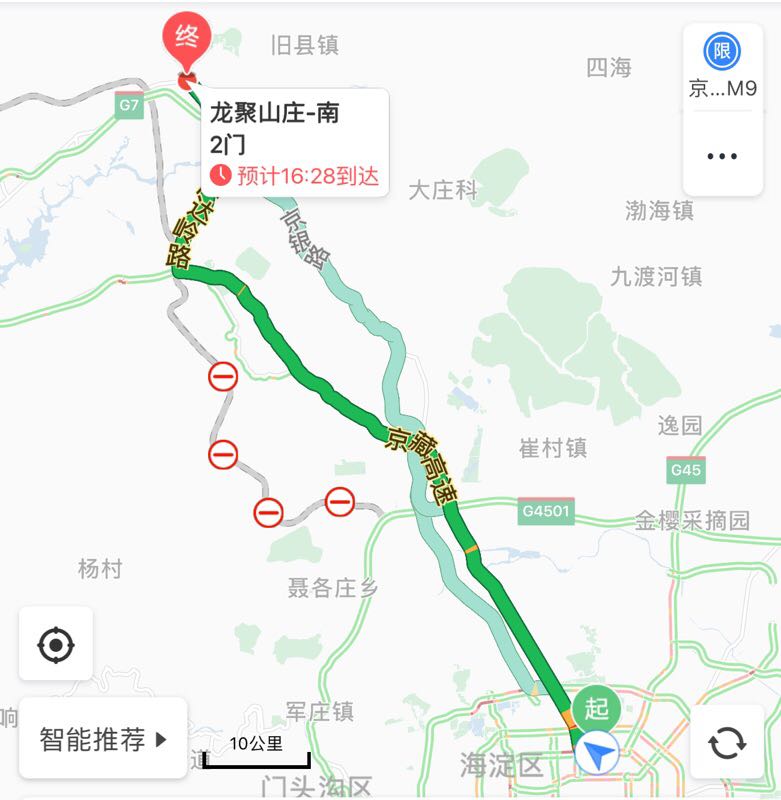 终
旧县镇
四海
限
京...M9
G7
龙聚山庄-南
2门
预计16:28到达
大庄科
渤海镇
达岭路
京银路
九渡河镇
逸园
京藏高速
崔村镇
G45
G4501
金樱采摘园
杨村
聂各庄乡
起
响
军庄镇
智能推荐
道
10公里
海淀区
门头沟区